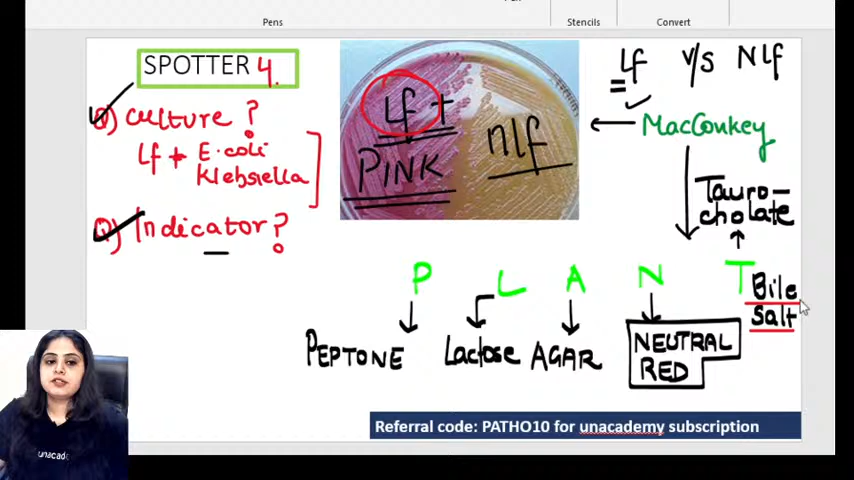 Pens
Stencils
Convert
SPOTTER 4.
Q) Culture?
Lf + E.coli
Klebsiella
Q) Indicator?
Lf +
PINK
nlf
Lf V/S Nlf
MacConkey
Tauro-
cholate
P L A N T
Bile
Salt
PEPTONE
Lactose
AGAR
NEUTRAL
RED
Referral code: PATHO10 for unacademy subscription
unacade